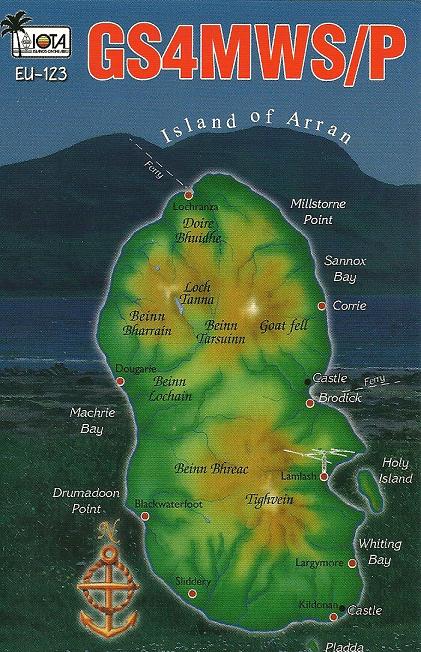 IOTA
ISLANDS ON THE AIR
EU-123
GS4MWS/P
Island of Arran
Ferry
Lochranza
Millstorne
Point
Doire
Bhuidhe
Sannox
Bay
Loch
Tanna
Corrie
Beinn
Bharrain
Beinn
Tarsuinn
Goat fell
Dougarie
Beinn
Lochain
Castle
Ferry
Brodick
Machrie
Bay
Beinn Bhreac
Lamlash
Holy
Island
Drumadoon
Point
Tighvein
Blackwaterfoot
N
Whiting
Bay
Largymore
Sliddery
Kildonan
Castle
Pladda